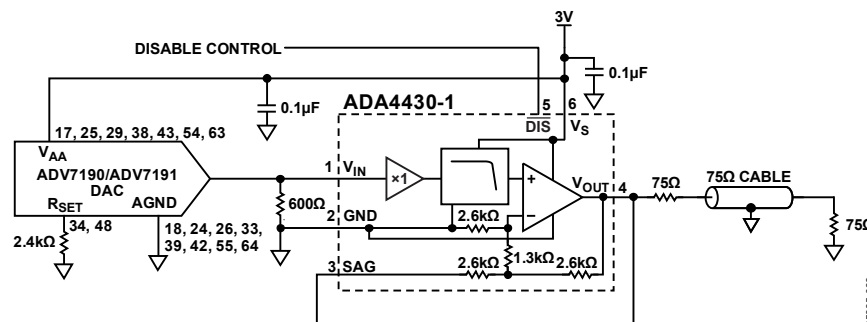 3V
DISABLE CONTROL
0.1µF
0.1µF
ADA4430-1
5
6
DIS
VS
17, 25, 29, 38, 43, 54, 63
VAA
ADV7190/ADV7191
DAC
RSET
AGND
34, 48
2.4kΩ
18, 24, 26, 33,
39, 42, 55, 64
1
VIN
×1
600Ω
2
GND
2.6kΩ
+
–
VOUT
4
75Ω
75Ω CABLE
75Ω
1.3kΩ
3
SAG
2.6kΩ
2.6kΩ